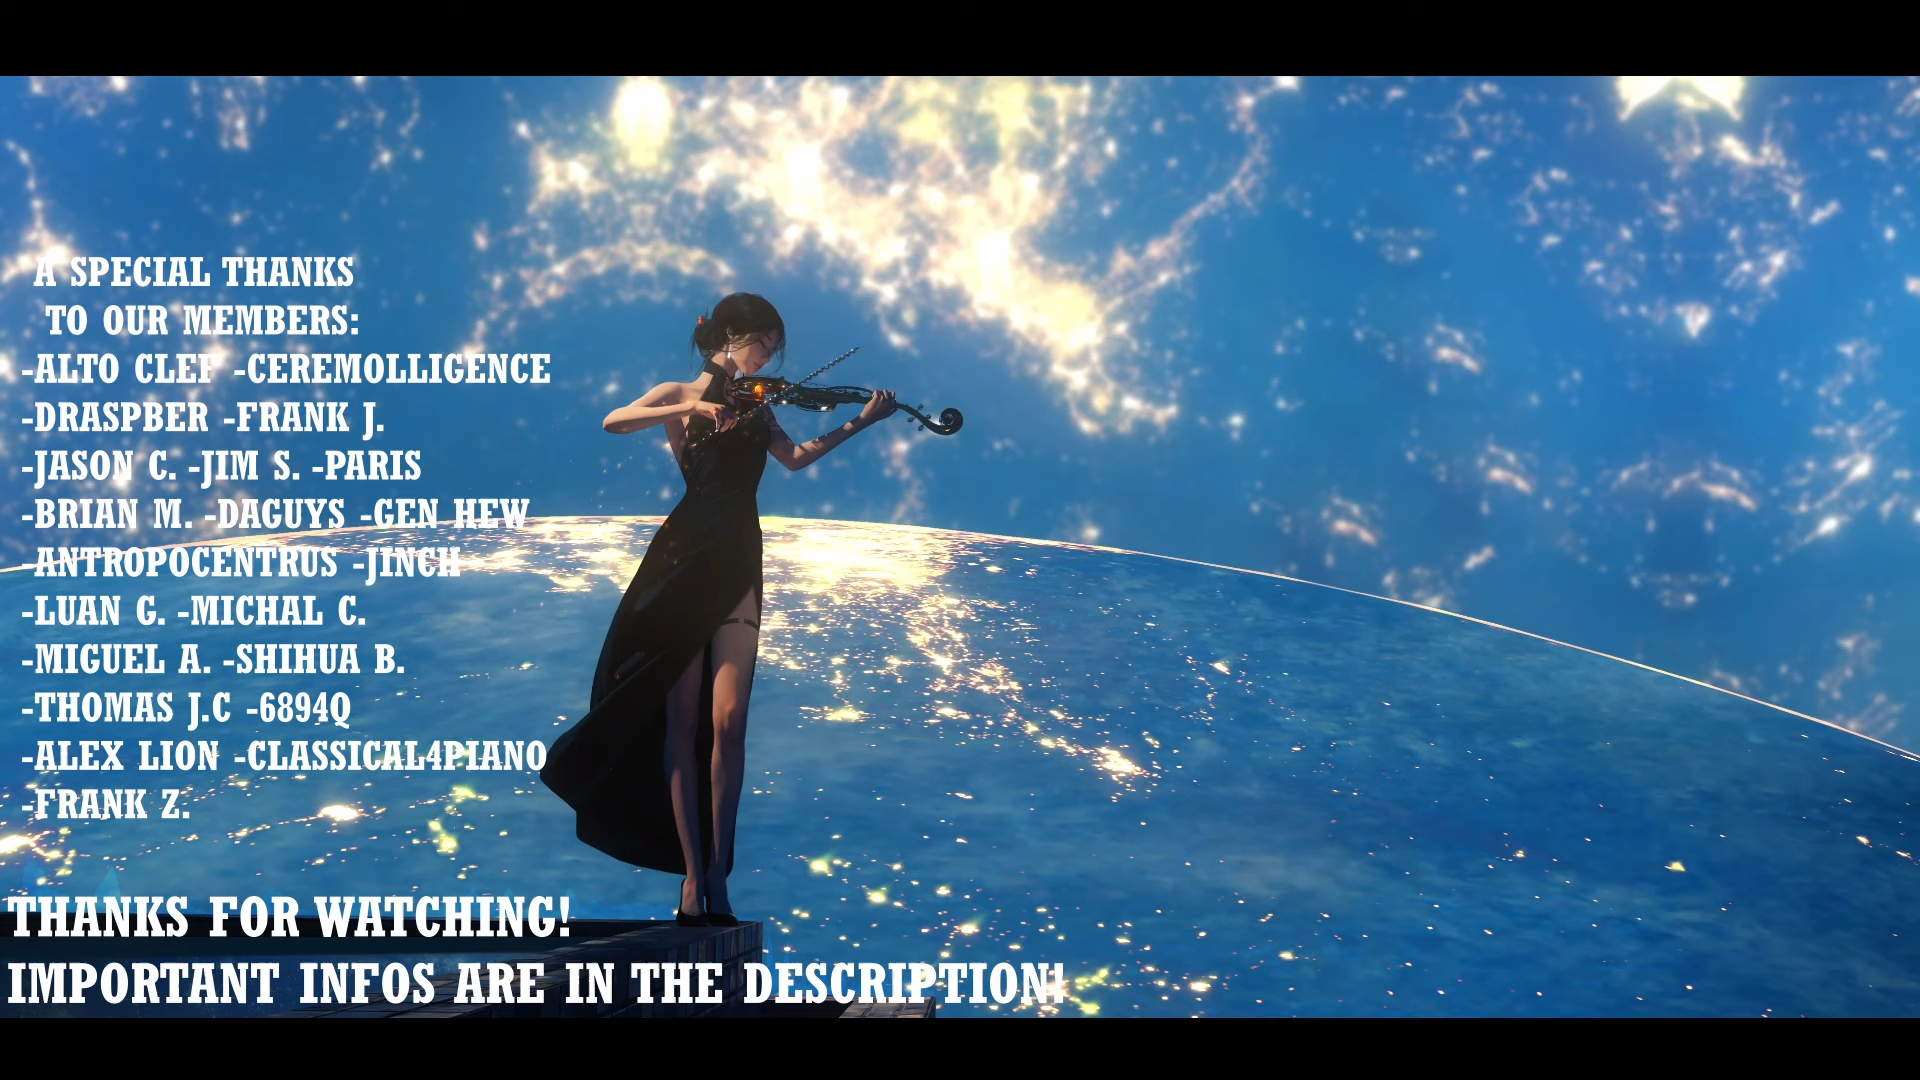 A SPECIAL THANKS
TO OUR MEMBERS:
-ALTO CLEF -CEREMOLLIGENCE
-DRASPBER -FRANK J.
-JASON C. -JIM S. -PARIS
-BRIAN M. -DAGUYS -GEN HEW
-ANTROPOCENTRUS -JINCH
-LUAN G. -MICHAL C.
-MIGUEL A. -SHIHUA B.
-THOMAS J.C -6894Q
-ALEX LION -CLASSICAL4PIANO
-FRANK Z.
THANKS FOR WATCHING!
IMPORTANT INFOS ARE IN THE DESCRIPTION!